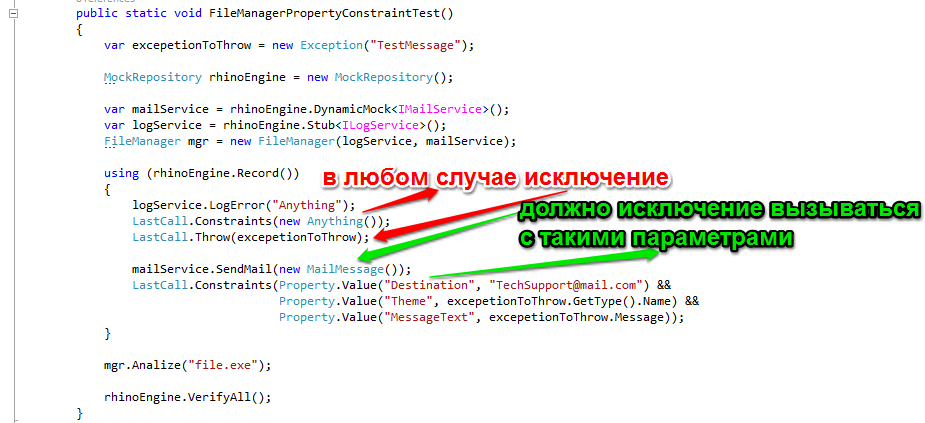 public static void FileManagerPropertyConstraintTest()
{
var excepetionToThrow = new Exception("TestMessage");
MockRepository rhinoEngine = new MockRepository();
var mailService = rhinoEngine.DynamicMock<IMailService>();
var logService = rhinoEngine.Stub<ILogService>();
FileManager mgr = new FileManager(logService, mailService);
using (rhinoEngine.Record())
в любом случае исключение
{
logService.LogError("Anything");
должно исключение вызываться
LastCall.Constraints(new Anything());
LastCall.Throw(excepetionToThrow);
с такими параметрами
mailService.SendMail(new MailMessage());
LastCall.Constraints(Property.Value("Destination", "TechSupport@mail.com") &&
Property.Value("Theme", excepetionToThrow.GetType().Name) &&
Property.Value("MessageText", excepetionToThrow.Message));
}
mgr.Analize("file.exe");
rhinoEngine.VerifyAll();
}